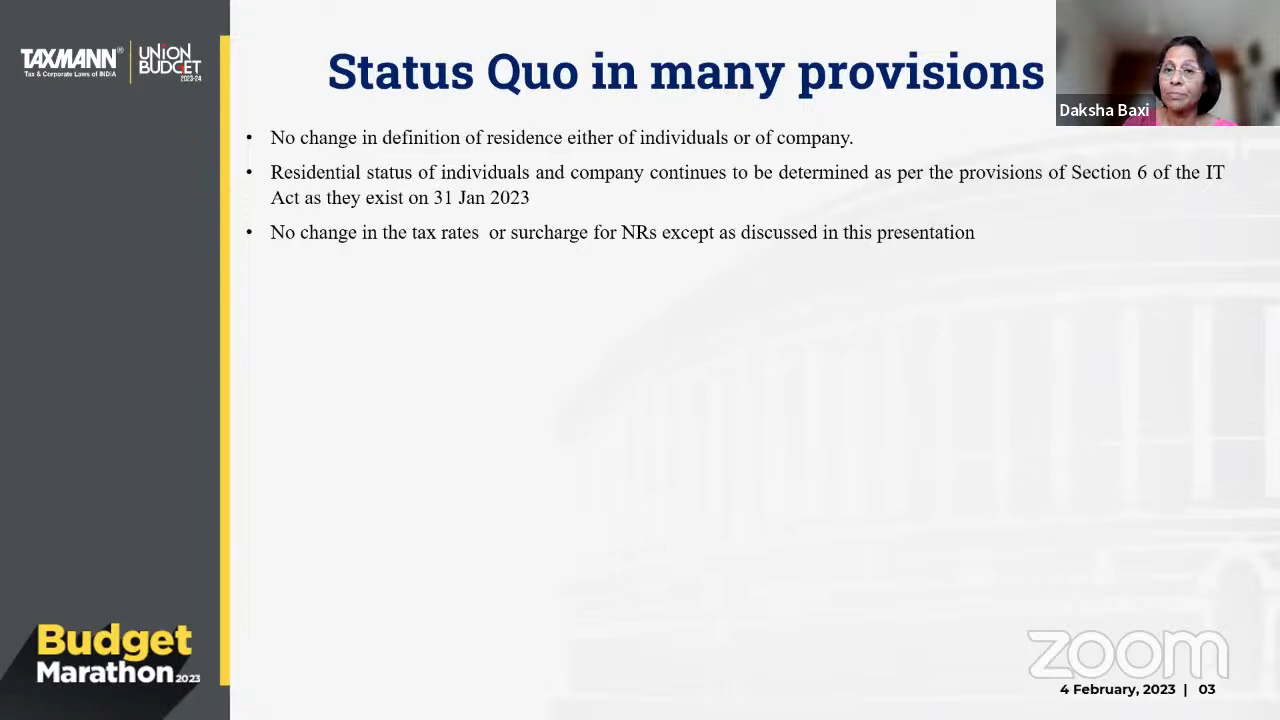 TAXMANN®
Tax & Corporate Laws of INDIA
UNION
BUDGET
2023-24
Status Quo in many provisions
Daksha Baxi
• No change in definition of residence either of individuals or of company.
• Residential status of individuals and company continues to be determined as per the provisions of Section 6 of the IT
Act as they exist on 31 Jan 2023
• No change in the tax rates or surcharge for NRs except as discussed in this presentation
Budget
Marathon 2023
zoom
4 February, 2023 | 03